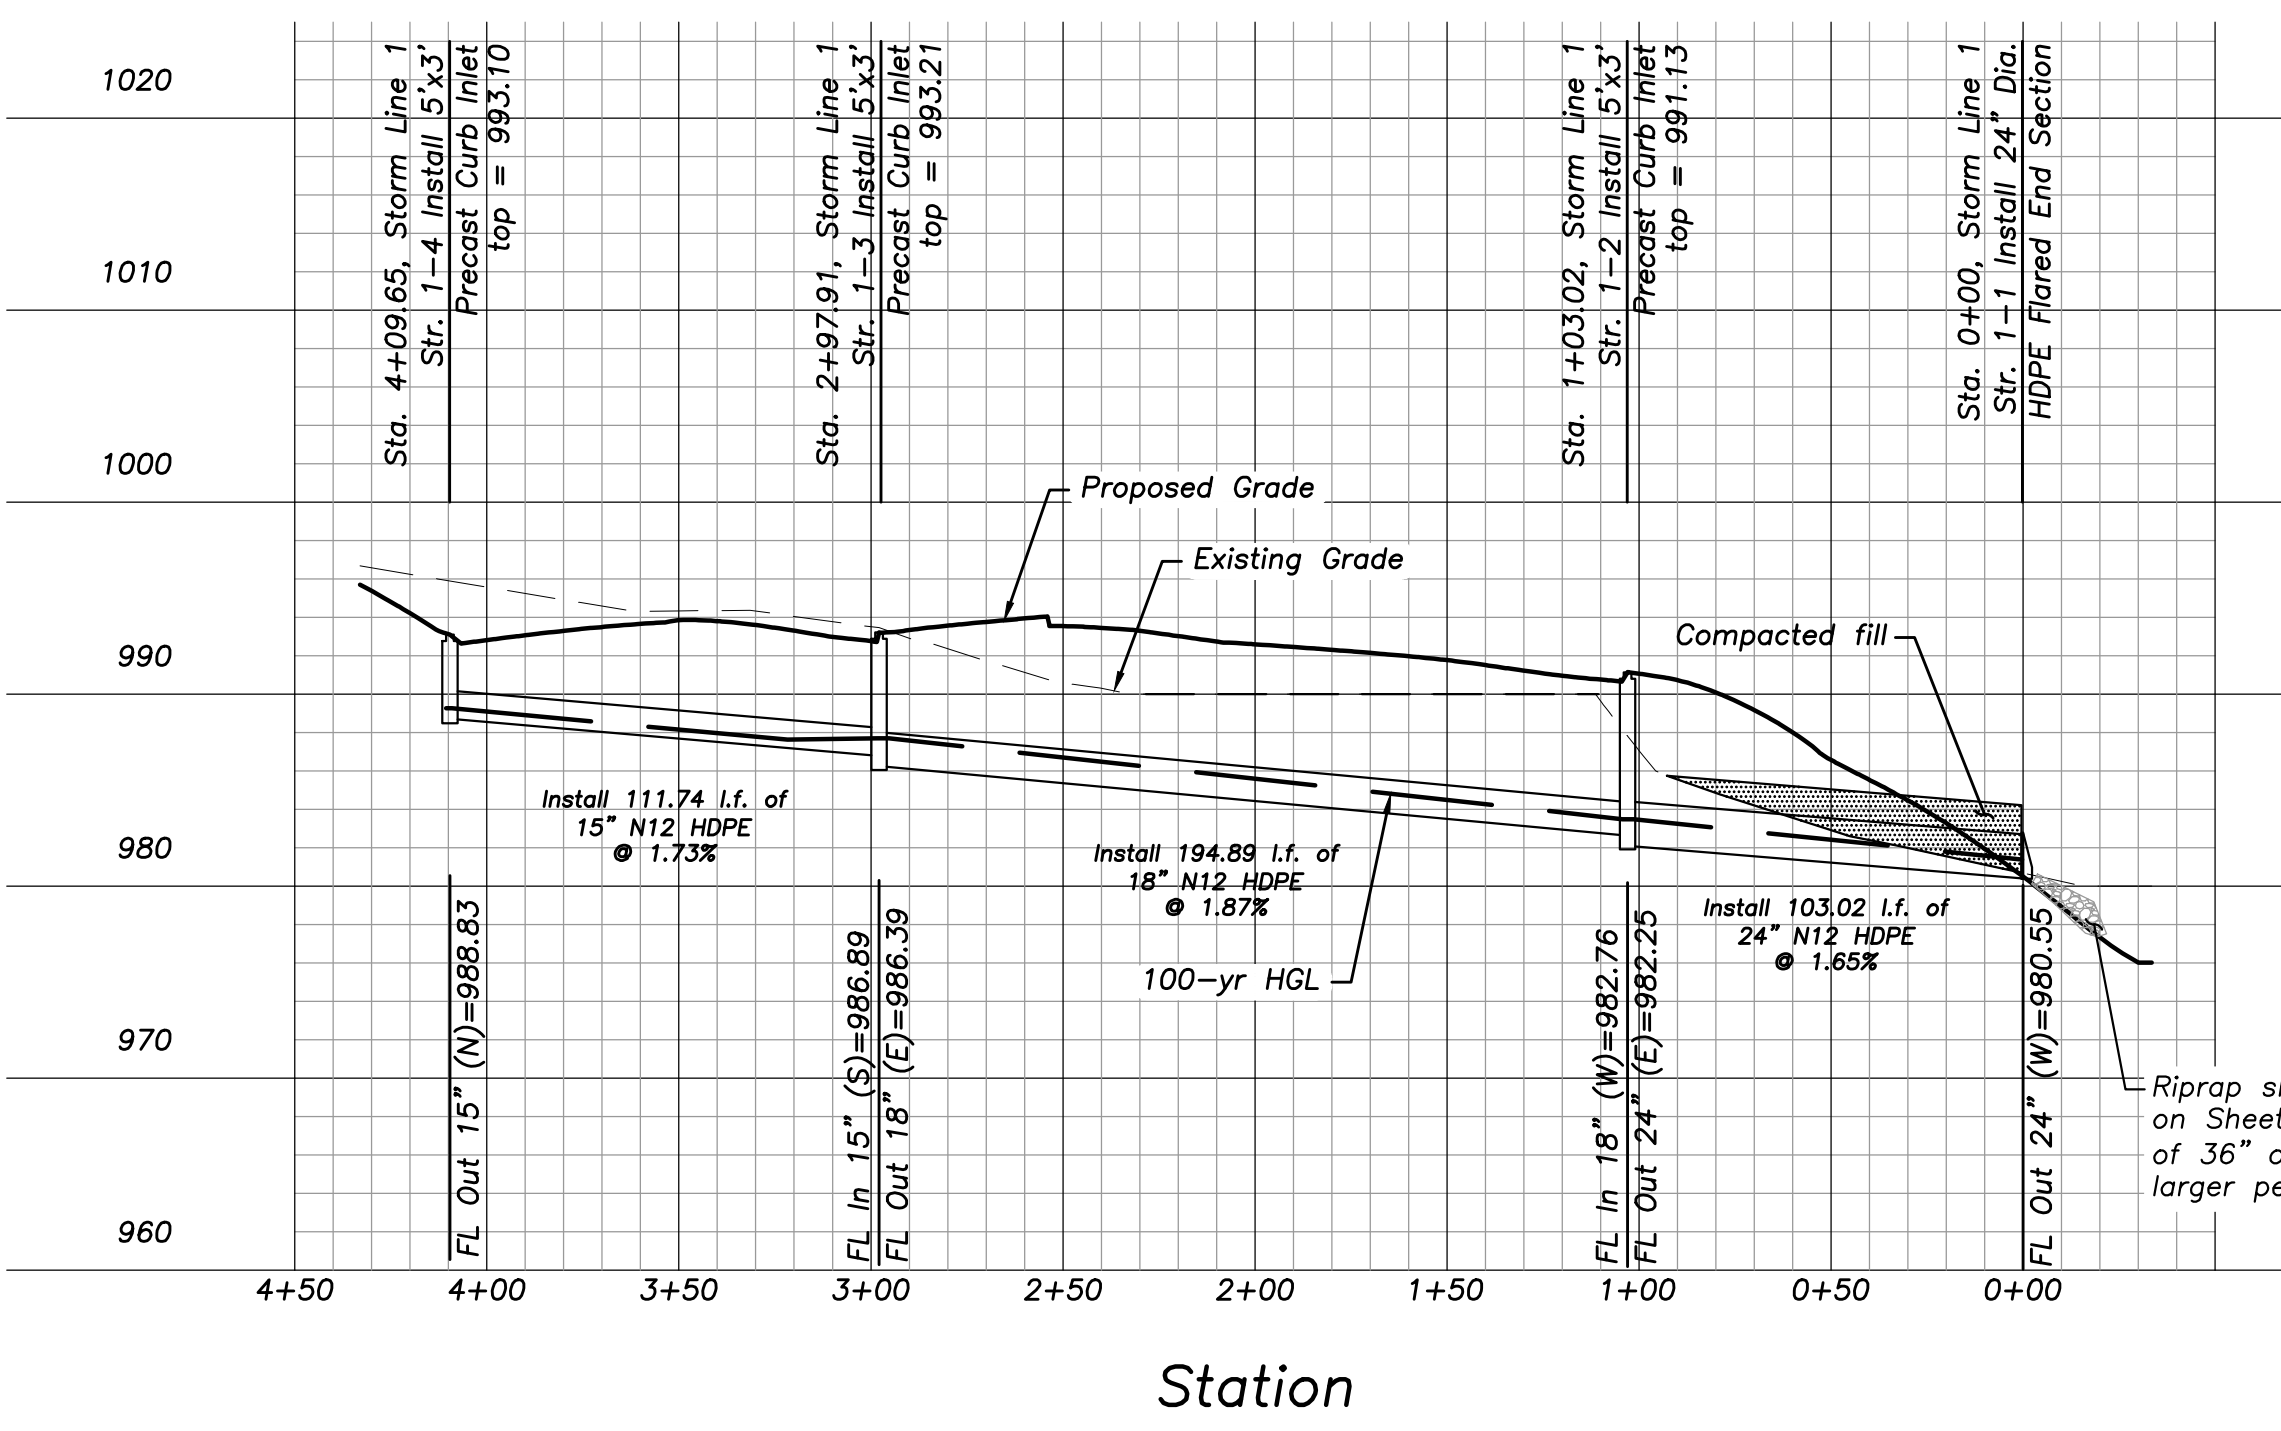 1020
1010
1000
990
980
970
960
Sta. 4+09.65, Storm Line 1
Str. 1-4 Install 5'x3'
Precast Curb Inlet
top = 993.10
Sta. 2+97.91, Storm Line 1
Str. 1-3 Install 5'x3'
Precast Curb Inlet
top = 993.21
Sta. 1+03.02, Storm Line 1
Str. 1-2 Install 5'x3'
Precast Curb Inlet
top = 991.13
Sta. 0+00, Storm Line 1
Str. 1-1 Install 24" Dia.
HDPE Flared End Section
Proposed Grade
Existing Grade
Compacted fill
Install 111.74 l.f. of
15" N12 HDPE
@ 1.73%
Install 194.89 l.f. of
18" N12 HDPE
@ 1.87%
Install 103.02 l.f. of
24" N12 HDPE
@ 1.65%
100-yr HGL
FL Out 15" (N)=988.83
FL In 15" (S)=986.89
FL Out 18" (E)=986.39
FL In 18" (W)=982.76
FL Out 24" (E)=982.25
FL Out 24" (W)=980.55
Riprap
on Sheet
of 36"
larger
4+50 4+00 3+50 3+00 2+50 2+00 1+50 1+00 0+50 0+00
Station